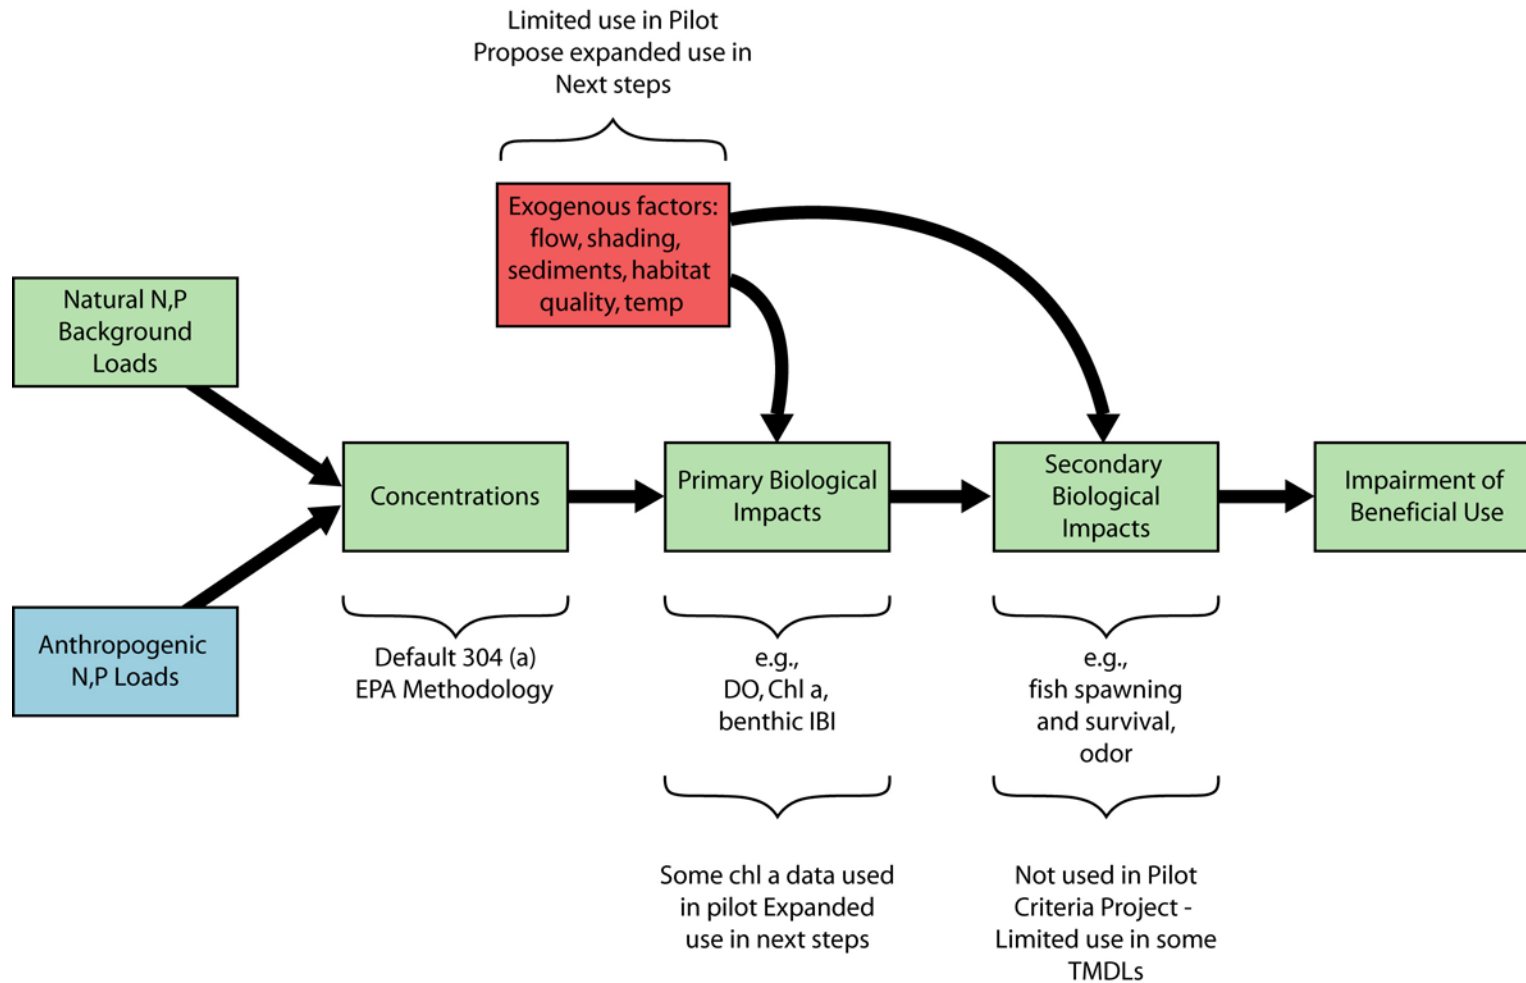 Limited use in Pilot
Propose expanded use in
Next steps
Exogenous factors:
flow, shading,
sediments, habitat
quality, temp
Natural N,P
Background
Loads
Concentrations
Primary Biological
Impacts
Secondary
Biological
Impacts
Impairment of
Beneficial Use
Anthropogenic
N,P Loads
Default 304 (a)
EPA Methodology
e.g.,
DO, Chl a,
benthic IBI
e.g.,
fish spawning
and survival,
odor
Some chl a data used
in pilot Expanded
use in next steps
Not used in Pilot
Criteria Project -
Limited use in some
TMDLs